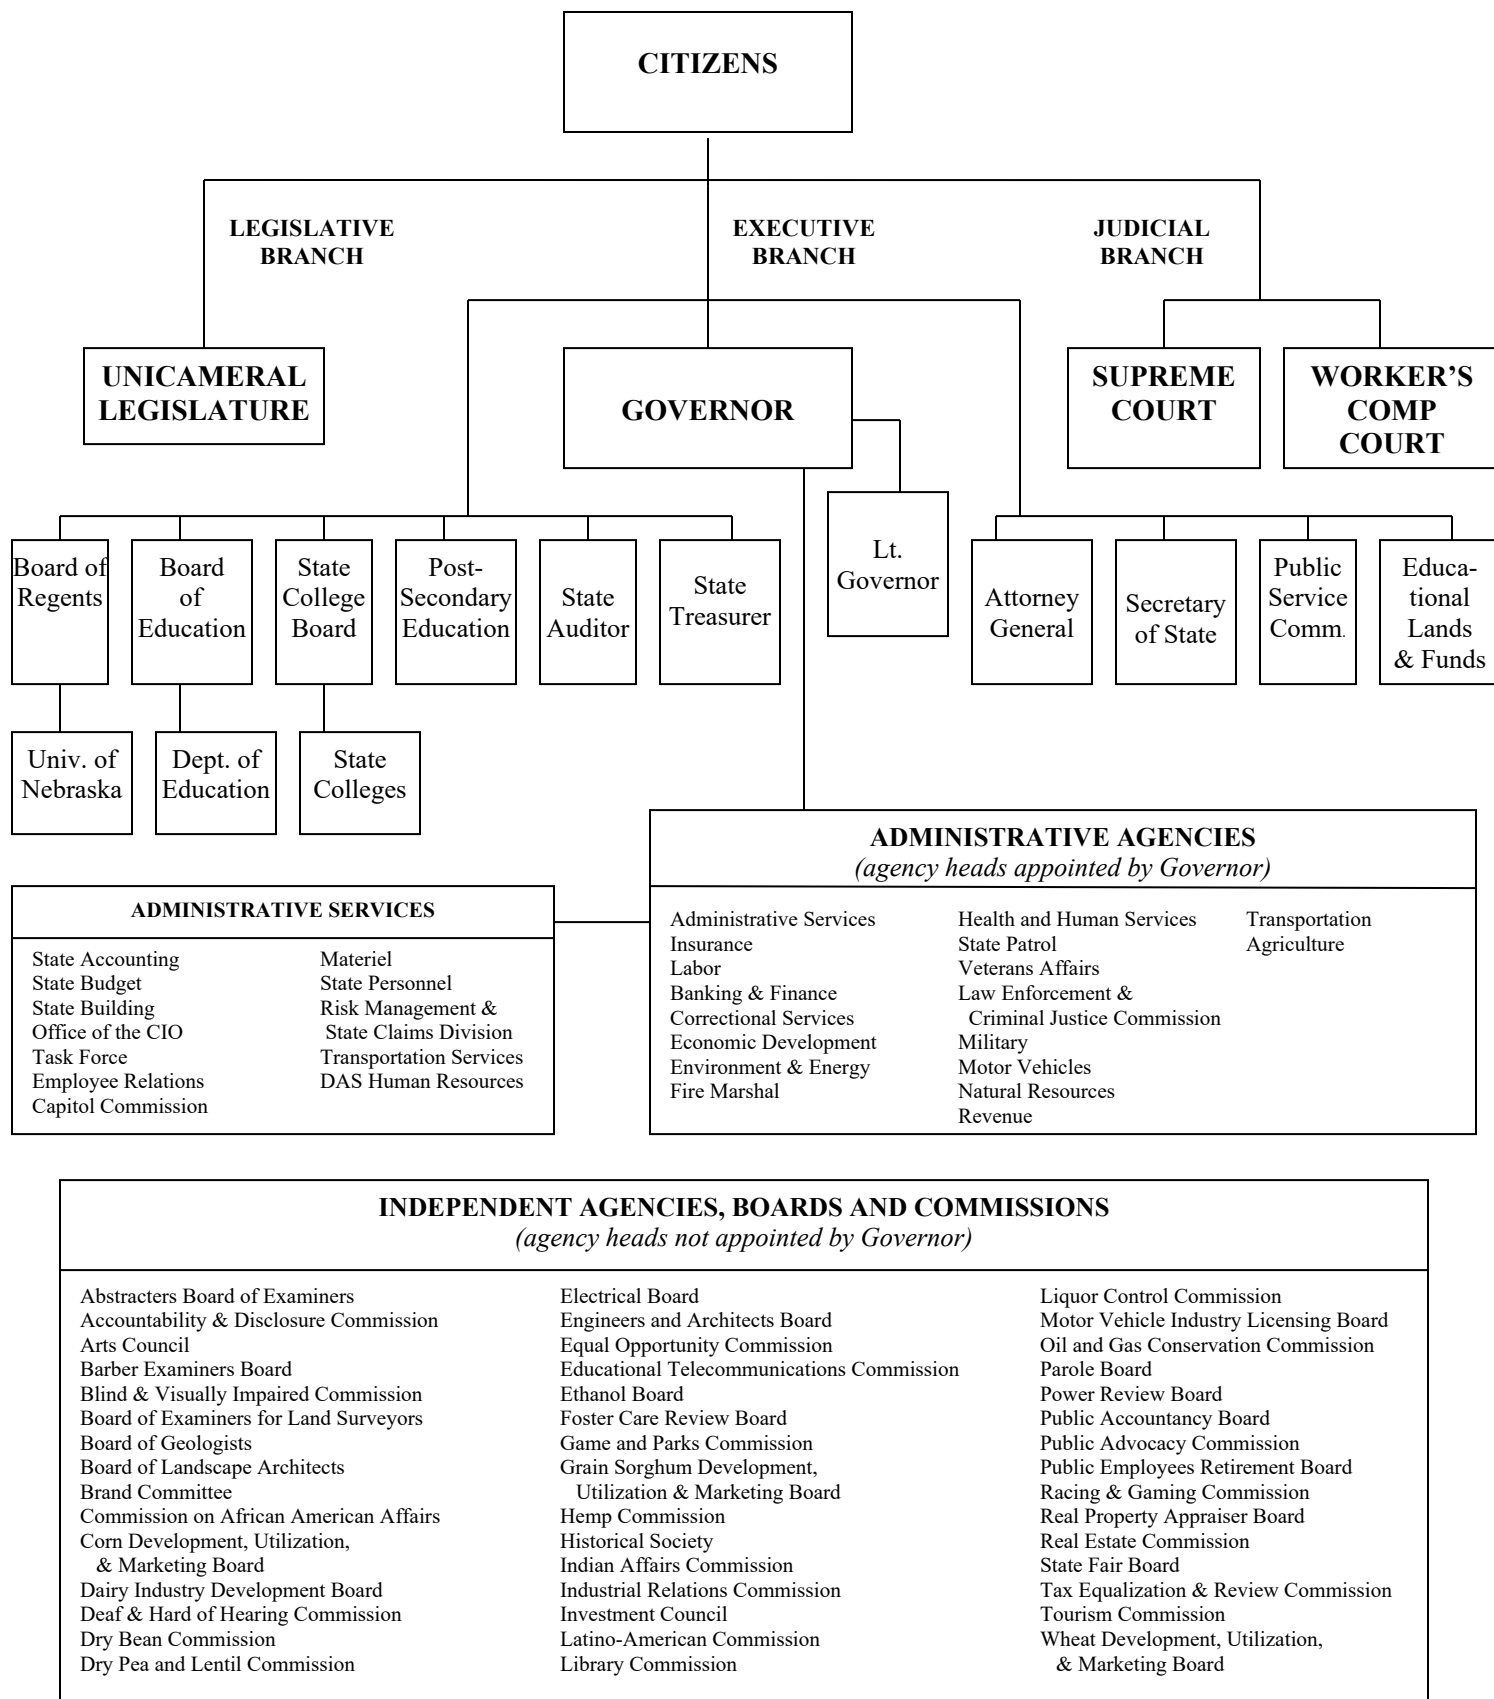 CITIZENS
LEGISLATIVE
BRANCH
EXECUTIVE
BRANCH
JUDICIAL
BRANCH
UNICAMERAL
LEGISLATURE
GOVERNOR
SUPREME
COURT
WORKER’S
COMP
COURT
Lt.
Governor
Board of
Regents
Board
of
Education
State
College
Board
Post-
Secondary
Education
State
Auditor
State
Treasurer
Attorney
General
Secretary
of State
Public
Service
Comm.
Educa-
tional
Lands
& Funds
Univ. of
Nebraska
Dept. of
Education
State
Colleges
ADMINISTRATIVE AGENCIES
(agency heads appointed by Governor)
Administrative Services
Insurance
Labor
Banking & Finance
Correctional Services
Economic Development
Environment & Energy
Fire Marshal
Health and Human Services
State Patrol
Veterans Affairs
Law Enforcement &
Criminal Justice Commission
Military
Motor Vehicles
Natural Resources
Revenue
Transportation
Agriculture
ADMINISTRATIVE SERVICES
State Accounting
State Budget
State Building
Office of the CIO
Task Force
Employee Relations
Capitol Commission
Materiel
State Personnel
Risk Management &
State Claims Division
Transportation Services
DAS Human Resources
INDEPENDENT AGENCIES, BOARDS AND COMMISSIONS
(agency heads not appointed by Governor)
Abstracters Board of Examiners
Accountability & Disclosure Commission
Arts Council
Barber Examiners Board
Blind & Visually Impaired Commission
Board of Examiners for Land Surveyors
Board of Geologists
Board of Landscape Architects
Brand Committee
Commission on African American Affairs
Corn Development, Utilization,
& Marketing Board
Dairy Industry Development Board
Deaf & Hard of Hearing Commission
Dry Bean Commission
Dry Pea and Lentil Commission
Electrical Board
Engineers and Architects Board
Equal Opportunity Commission
Educational Telecommunications Commission
Ethanol Board
Foster Care Review Board
Game and Parks Commission
Grain Sorghum Development,
Utilization & Marketing Board
Hemp Commission
Historical Society
Indian Affairs Commission
Industrial Relations Commission
Investment Council
Latino-American Commission
Library Commission
Liquor Control Commission
Motor Vehicle Industry Licensing Board
Oil and Gas Conservation Commission
Parole Board
Power Review Board
Public Accountancy Board
Public Advocacy Commission
Public Employees Retirement Board
Racing & Gaming Commission
Real Property Appraiser Board
Real Estate Commission
State Fair Board
Tax Equalization & Review Commission
Tourism Commission
Wheat Development, Utilization,
& Marketing Board